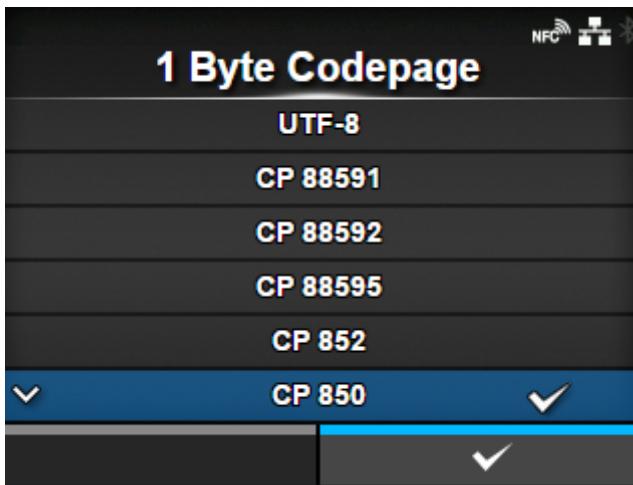 NFC
1 Byte Codepage
UTF-8
CP 88591
CP 88592
CP 88595
CP 852
CP 850